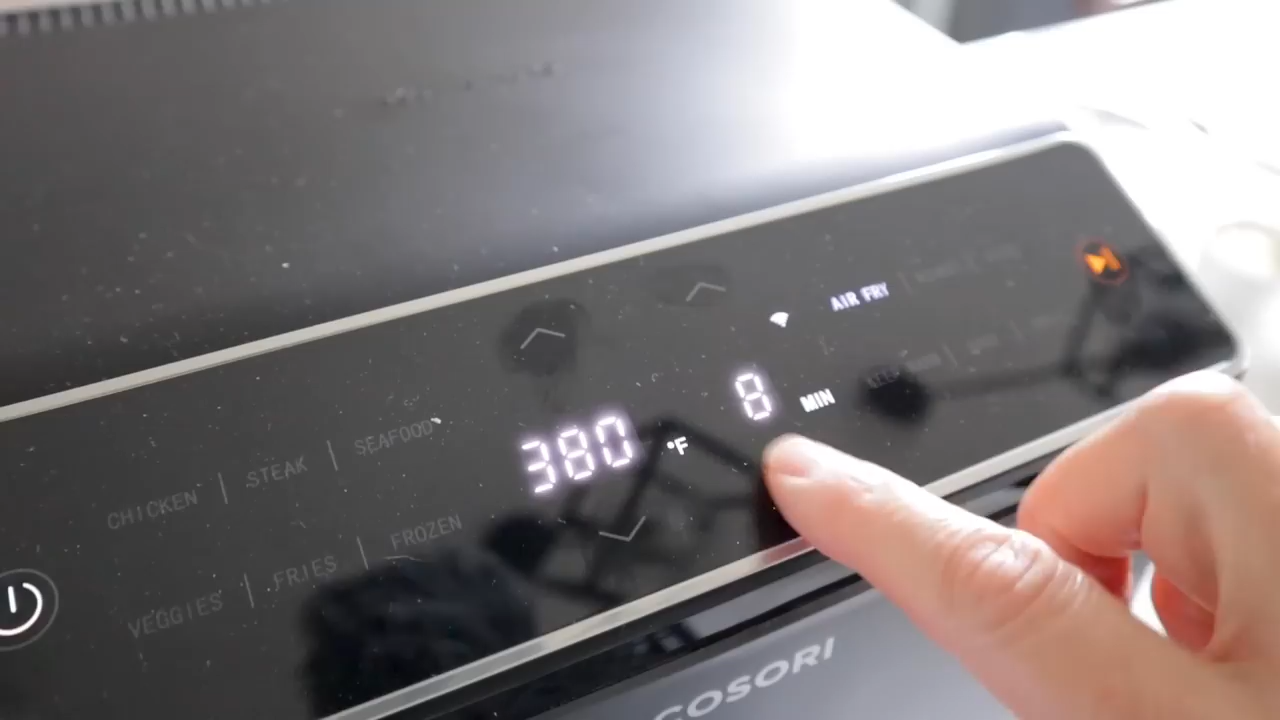 AIR FRY
CHICKEN | STEAK | SEAFOOD
380 °F 8 MIN
VEGGIES | FRIES | FROZEN
COSORI